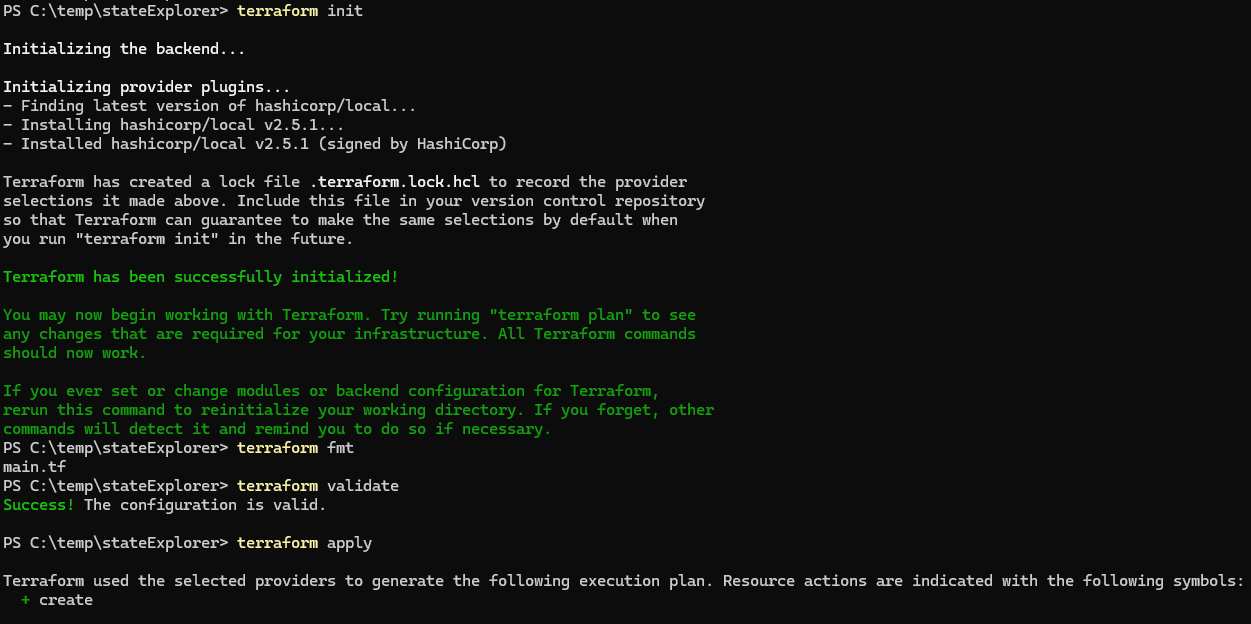 PS C:\temp\stateExplorer> terraform init
Initializing the backend...
Initializing provider plugins...
- Finding latest version of hashicorp/local...
- Installing hashicorp/local v2.5.1...
- Installed hashicorp/local v2.5.1 (signed by HashiCorp)
Terraform has created a lock file .terraform.lock.hcl to record the provider
selections it made above. Include this file in your version control repository
so that Terraform can guarantee to make the same selections by default when
you run "terraform init" in the future.
Terraform has been successfully initialized!
You may now begin working with Terraform. Try running "terraform plan" to see
any changes that are required for your infrastructure. All Terraform commands
should now work.
If you ever set or change modules or backend configuration for Terraform,
rerun this command to reinitialize your working directory. If you forget, other
commands will detect it and remind you to do so if necessary.
PS C:\temp\stateExplorer> terraform fmt
main.tf
PS C:\temp\stateExplorer> terraform validate
Success! The configuration is valid.
PS C:\temp\stateExplorer> terraform apply
Terraform used the selected providers to generate the following execution plan. Resource actions are indicated with the following symbols:
+ create